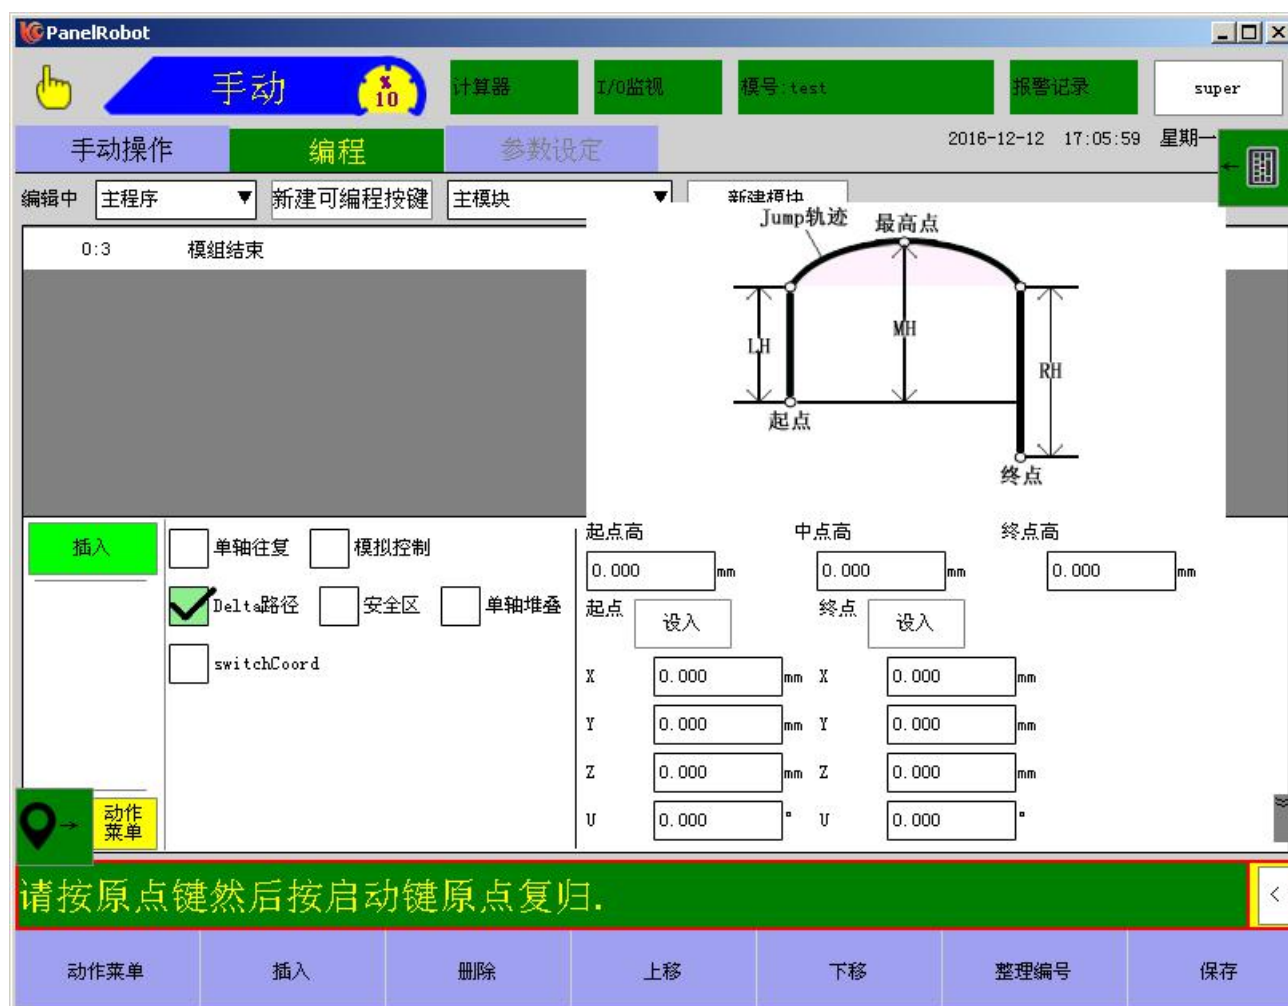 PanelRobot
手动
%
10
计算器
I/O监视
模号:test
报警记录
super
手动操作
编程
参数设定
2016-12-12 17:05:59 星期一
编辑中
主程序
新建可编程按键
主模块
新建模块
0:3 模组结束
Jump轨迹
最高点
LH
MH
RH
起点
终点
插入
单轴往复
模拟控制
Delta路径
安全区
单轴堆叠
switchCoord
动作
菜单
起点高
中点高
终点高
0.000 mm
0.000 mm
0.000 mm
起点 设入
终点 设入
X 0.000 mm X 0.000 mm
Y 0.000 mm Y 0.000 mm
Z 0.000 mm Z 0.000 mm
U 0.000 ° U 0.000 °
请按原点键然后按启动键原点复归.
动作菜单
插入
删除
上移
下移
整理编号
保存